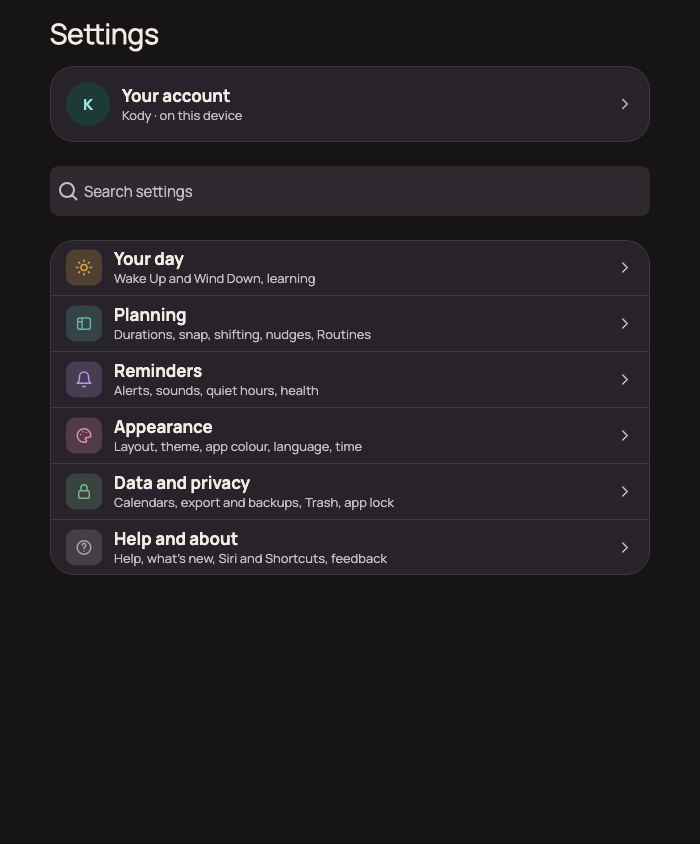 Settings
K
Your account
Kody · on this device
Search settings
Your day
Wake Up and Wind Down, learning
Planning
Durations, snap, shifting, nudges, Routines
Reminders
Alerts, sounds, quiet hours, health
Appearance
Layout, theme, app colour, language, time
Data and privacy
Calendars, export and backups, Trash, app lock
Help and about
Help, what's new, Siri and Shortcuts, feedback